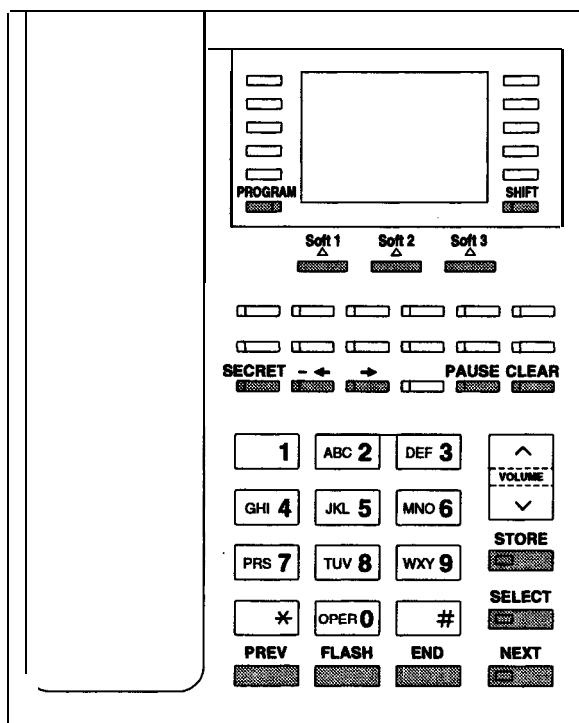 PROGRAM SHIFT
Soft 1 Soft 2 Soft 3
SECRET - ← → PAUSE CLEAR
1 ABC 2 DEF 3
VOLUME
GHI 4 JKL 5 MNO 6
STORE
PRS 7 TUV 8 WXY 9
SELECT
* OPER 0 #
PREV FLASH END NEXT